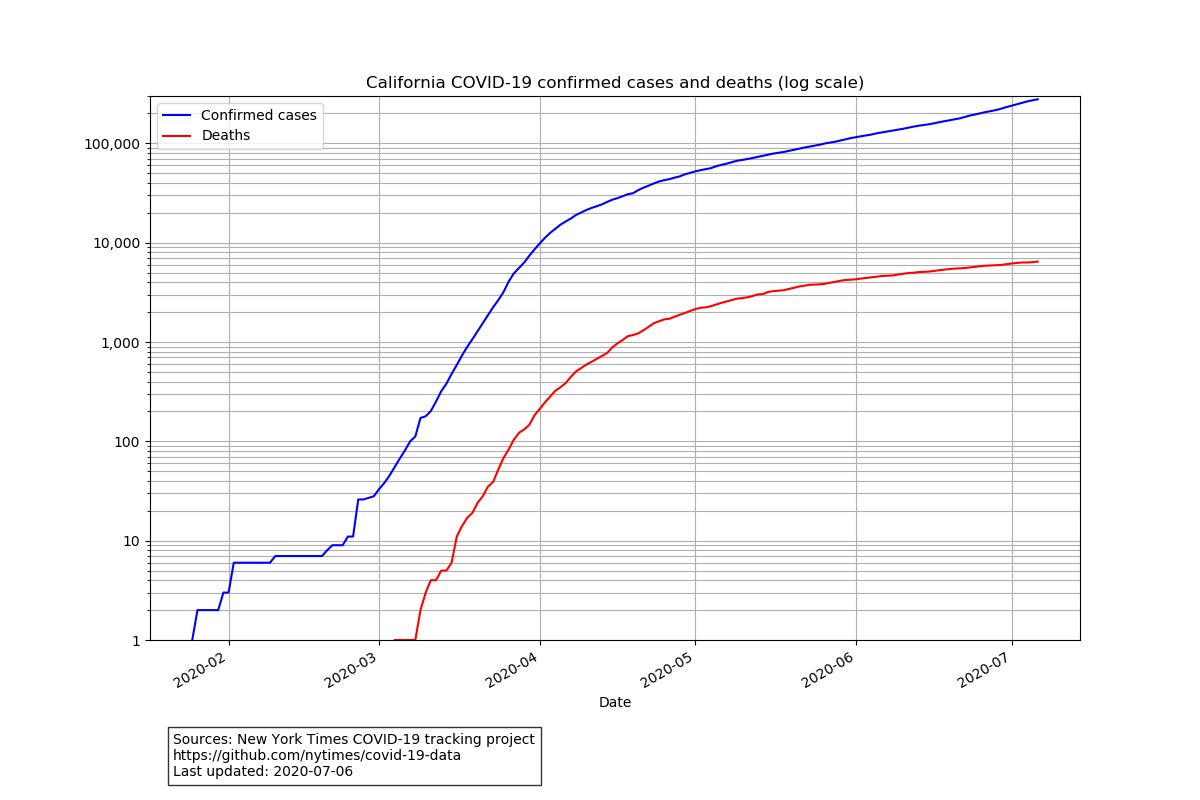 California COVID-19 confirmed cases and deaths (log scale)
Confirmed cases
Deaths
100,000
10,000
1,000
100
10
1
2020-02
2020-03
2020-04
2020-05
2020-06
2020-07
Date
Sources: New York Times COVID-19 tracking project
https://github.com/nytimes/covid-19-data
Last updated: 2020-07-06